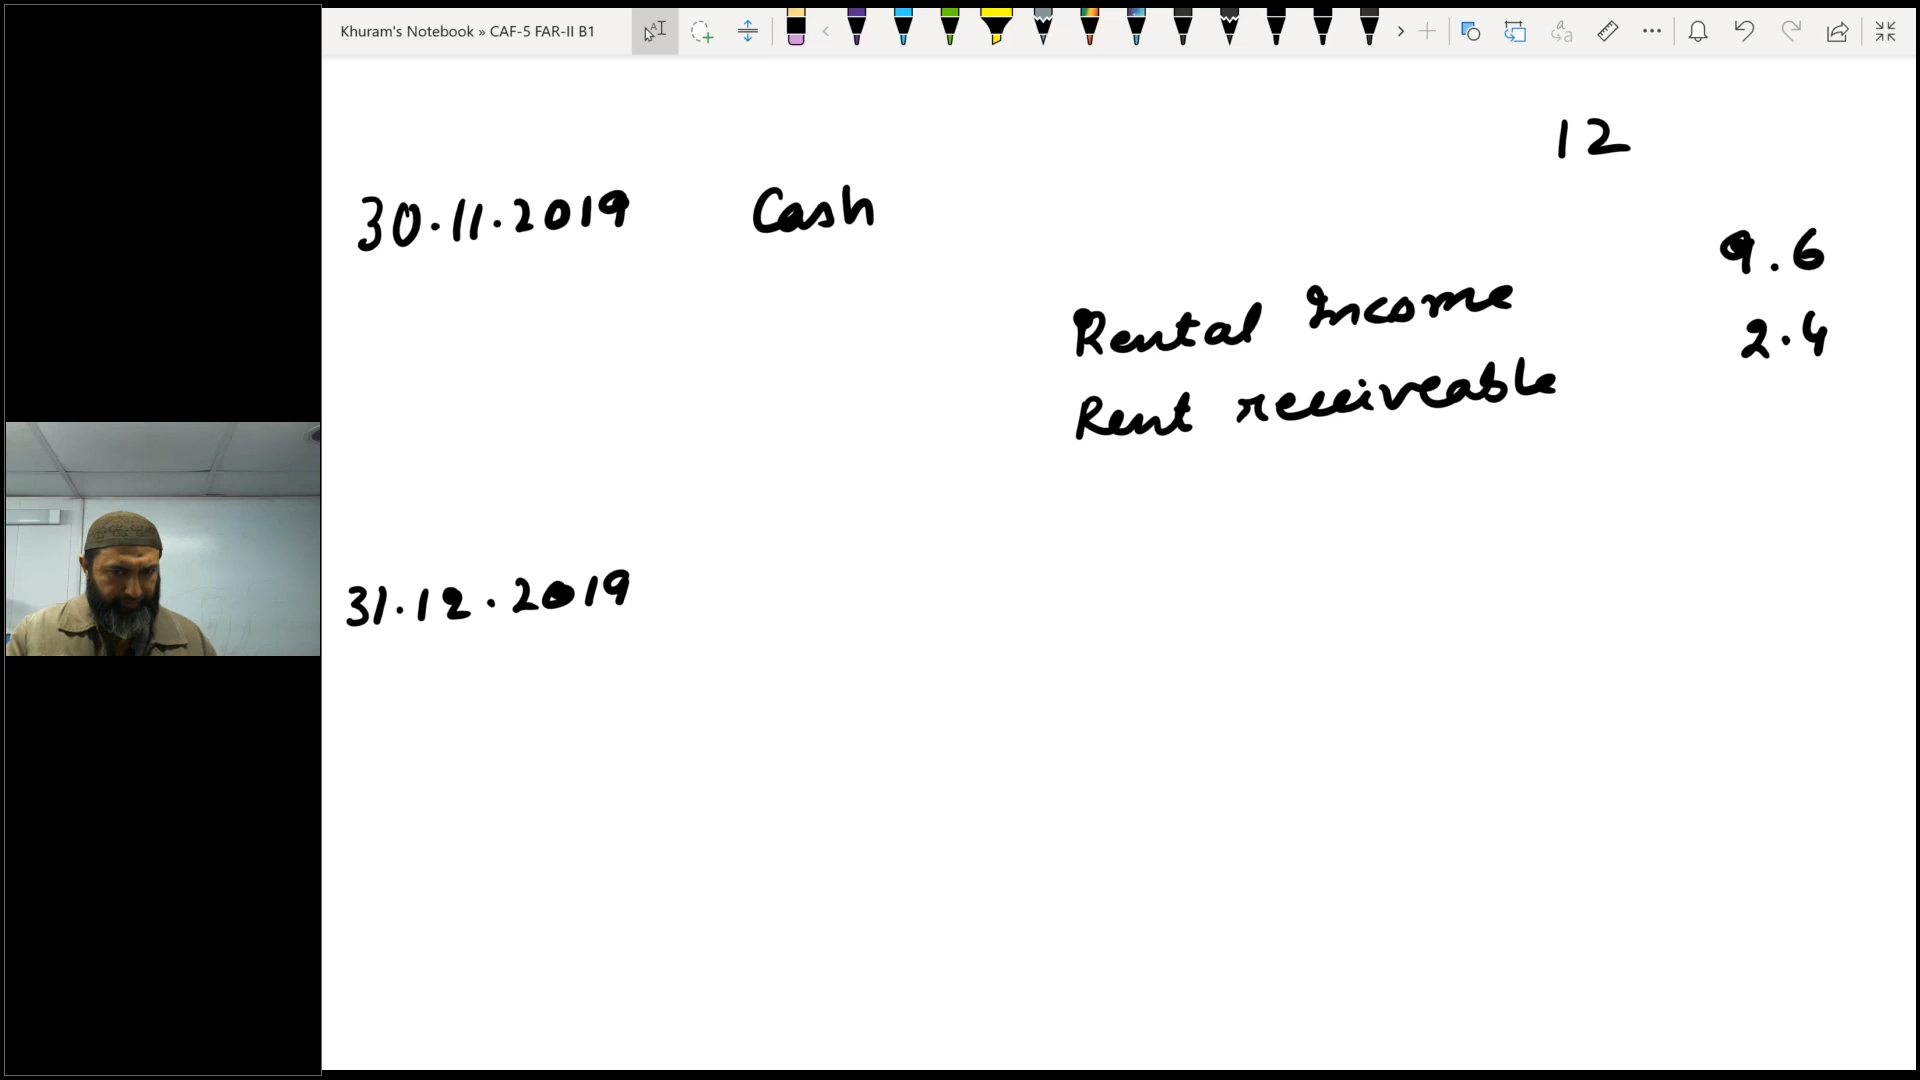 Khuram's Notebook » CAF-5 FAR-II B1
12
30.11.2019 Cash
9.6
Rental Income
2.4
Rent receiveable
31.12.2019